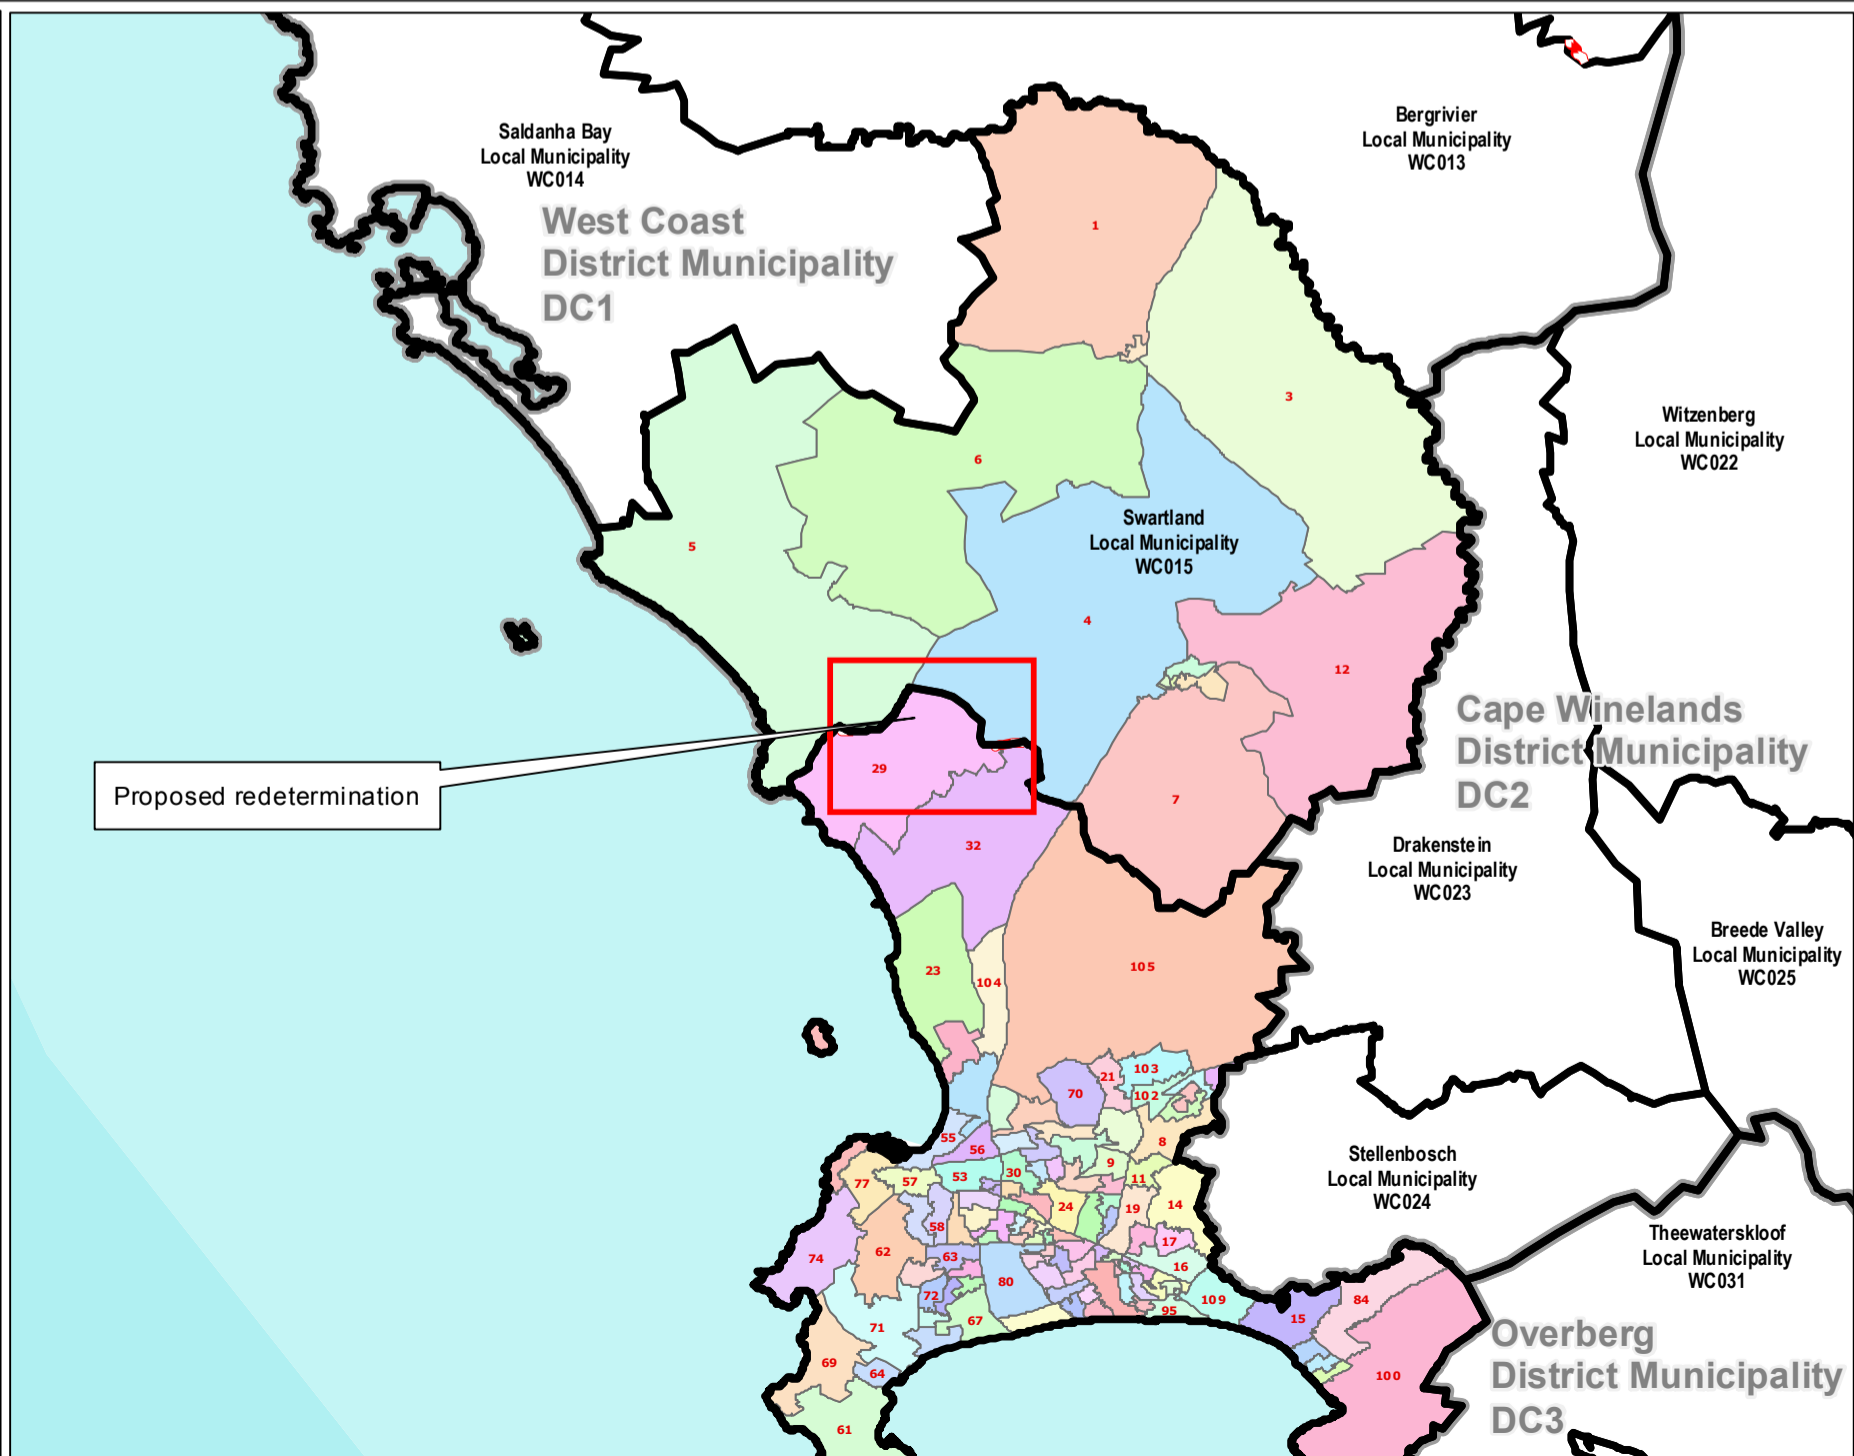 Saldanha Bay
Local Municipality
WC014
Bergrivier
Local Municipality
WC013
West Coast
District Municipality
DC1
1
3
Witzenberg
Local Municipality
WC022
6
5
Swartland
Local Municipality
WC015
4
12
Cape Winelands
District Municipality
DC2
Proposed redetermination
29
7
32
Drakenstein
Local Municipality
WC023
Breede Valley
Local Municipality
WC025
23
104
105
70
21
103
102
55
56
8
Stellenbosch
Local Municipality
WC024
77
57
53
30
9
11
14
24
19
58
17
Theewaterskloof
Local Municipality
WC031
74
62
63
80
16
72
109
95
67
71
15
84
69
64
100
Overberg
District Municipality
DC3
61